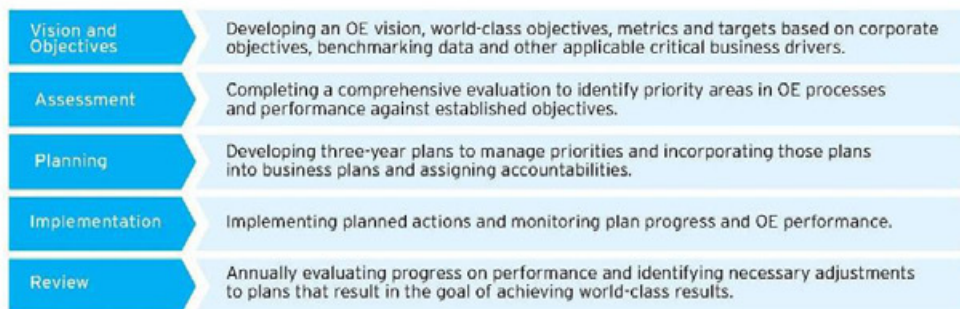 Vision and
Objectives
Developing an OE vision, world-class objectives, metrics and targets based on corporate
objectives, benchmarking data and other applicable critical business drivers.
Assessment
Completing a comprehensive evaluation to identify priority areas in OE processes
and performance against established objectives.
Planning
Developing three-year plans to manage priorities and incorporating those plans
into business plans and assigning accountabilities.
Implementation
Implementing planned actions and monitoring plan progress and OE performance.
Review
Annually evaluating progress on performance and identifying necessary adjustments
to plans that result in the goal of achieving world-class results.